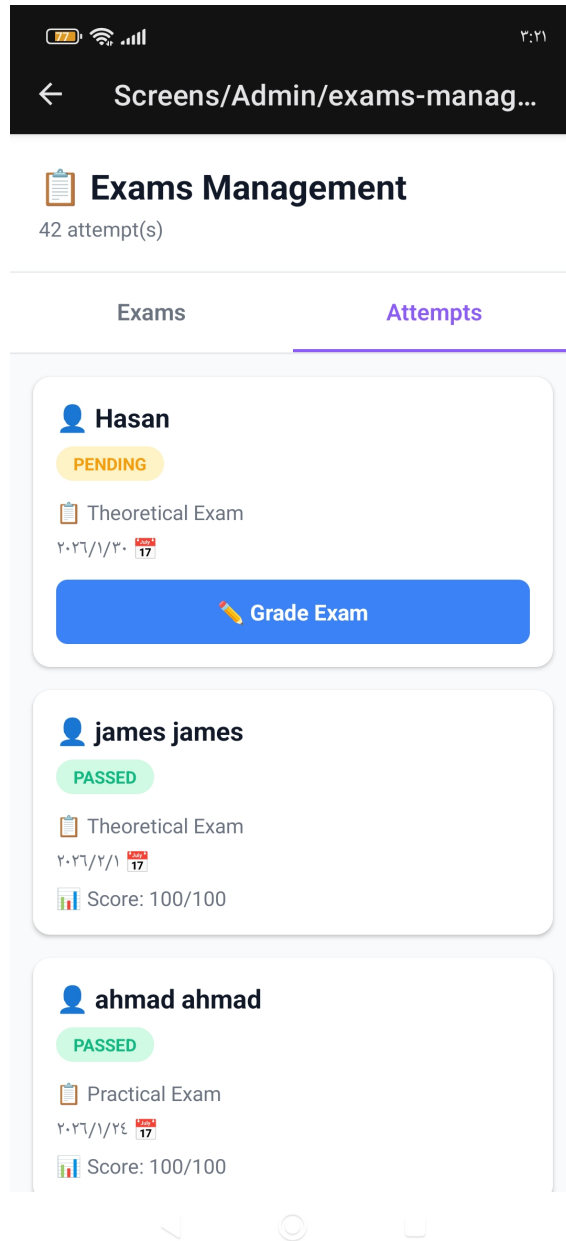 77
٣:٢١
Screens/Admin/exams-manag...
Exams Management
42 attempt(s)
Exams
Attempts
Hasan
PENDING
Theoretical Exam
٢٠٢٦/١/٣٠
Grade Exam
james james
PASSED
Theoretical Exam
٢٠٢٦/٢/١
Score: 100/100
ahmad ahmad
PASSED
Practical Exam
٢٠٢٦/١/٢٤
Score: 100/100